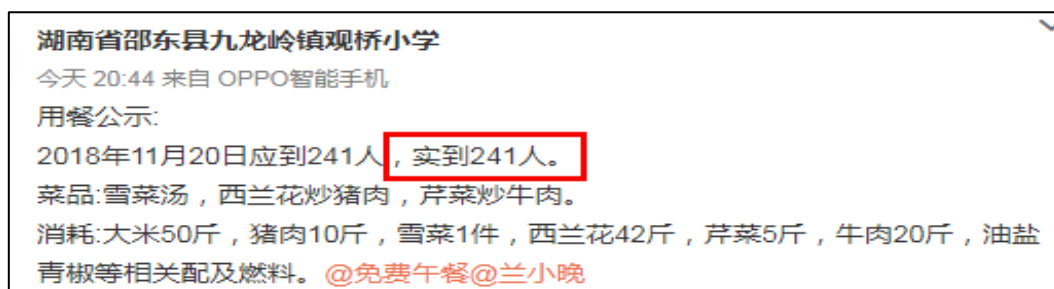 湖南省邵东县九龙岭镇观桥小学
今天 20:44 来自 OPPO智能手机
用餐公示:
2018年11月20日应到241人，实到241人。
菜品:雪菜汤，西兰花炒猪肉，芹菜炒牛肉。
消耗:大米50斤，猪肉10斤，雪菜1件，西兰花42斤，芹菜5斤，牛肉20斤，油盐
青椒等相关配及燃料。@免费午餐@兰小晚